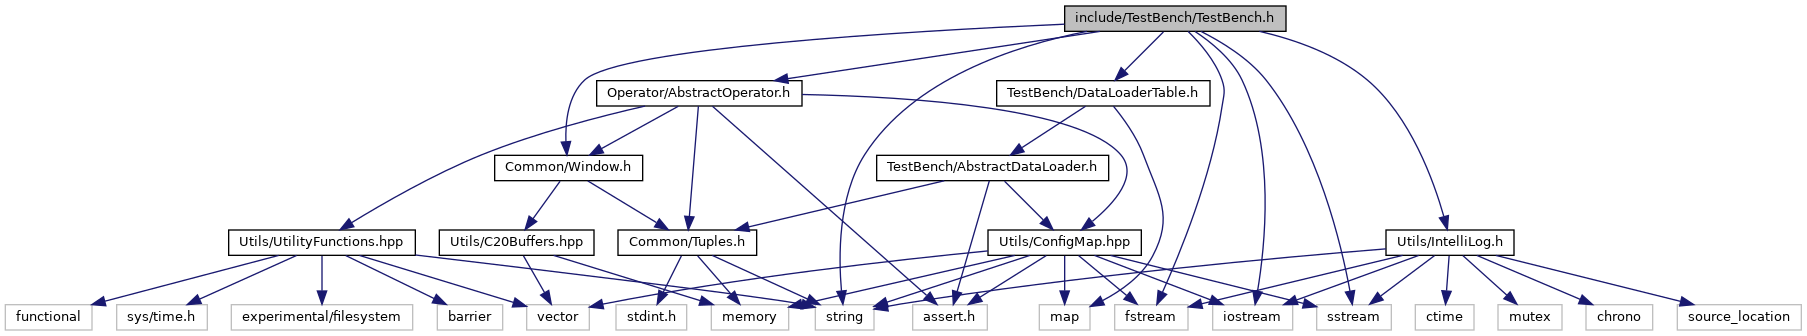 include/TestBench/TestBench.h
Operator/AbstractOperator.h
TestBench/DataLoaderTable.h
Common/Window.h
TestBench/AbstractDataLoader.h
Utils/UtilityFunctions.hpp
Utils/C20Buffers.hpp
Common/Tuples.h
Utils/ConfigMap.hpp
Utils/IntelliLog.h
functional
sys/time.h
experimental/filesystem
barrier
vector
stdint.h
memory
string
assert.h
map
fstream
iostream
sstream
ctime
mutex
chrono
source_location